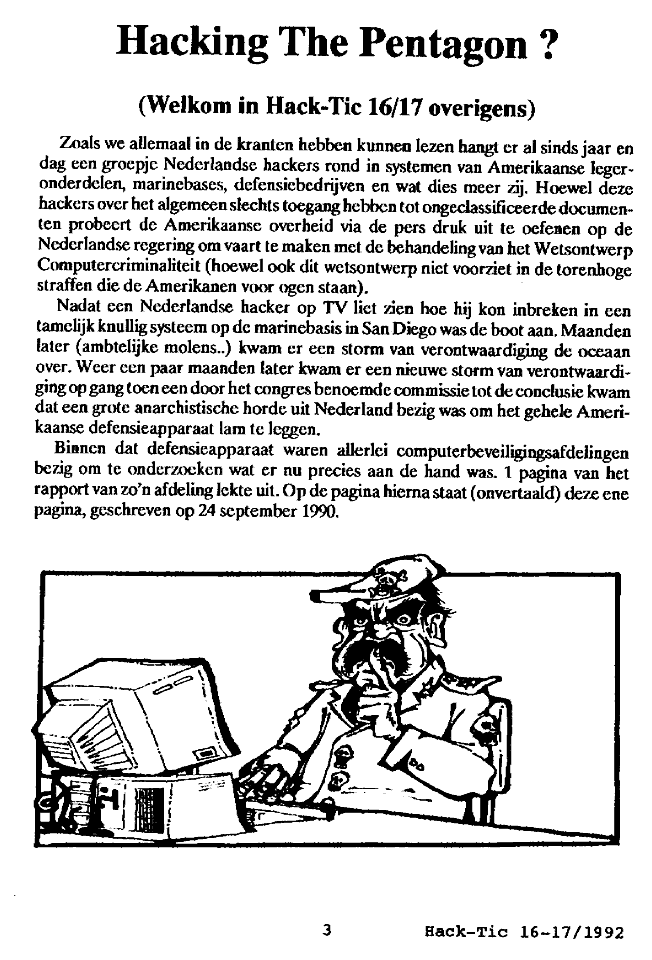 Hacking The Pentagon ?
(Welkom in Hack-Tic 16/17 overigens)
Zoals we allemaal in de kranten hebben kunnen lezen hangt er al sinds jaar en
dag een groepje Nederlandse hackers rond in systemen van Amerikaanse leger-
onderdelen, marinebases, defensiebedrijven en wat dies meer zij. Hoewel deze
hackers over het algemeen slechts toegang hebben tot ongeclassificeerde documen-
ten probeert de Amerikaanse overheid via de pers druk uit te oefenen op de
Nederlandse regering om vaart te maken met de behandeling van het Wetsontwerp
Computercriminaliteit (hoewel ook dit wetsontwerp niet voorziet in de torenhoge
straffen die de Amerikanen voor ogen staan).
Nadat een Nederlandse hacker op TV liet zien hoe hij kon inbreken in een
tamelijk knullig systeem op de marinebasis in San Diego was de boot aan. Maanden
later (ambtelijke molens..) kwam er een storm van verontwaardiging de oceaan
over. Weer een paar maanden later kwam er een nieuwe storm van verontwaardi-
ging op gang toen een door het congres benoemde commissie tot de conclusie kwam
dat een grote anarchistische horde uit Nederland bezig was om het gehele Ameri-
kaanse defensieapparaat lam te leggen.
Binnen dat defensieapparaat waren allerlei computerbeveiligingsafdelingen
bezig om te onderzoeken wat er nu precies aan de hand was. 1 pagina van het
rapport van zo'n afdeling lekte uit. Op de pagina hierna staat (onvertaald) deze ene
pagina, geschreven op 24 september 1990.
3 Hack-Tic 16-17/1992